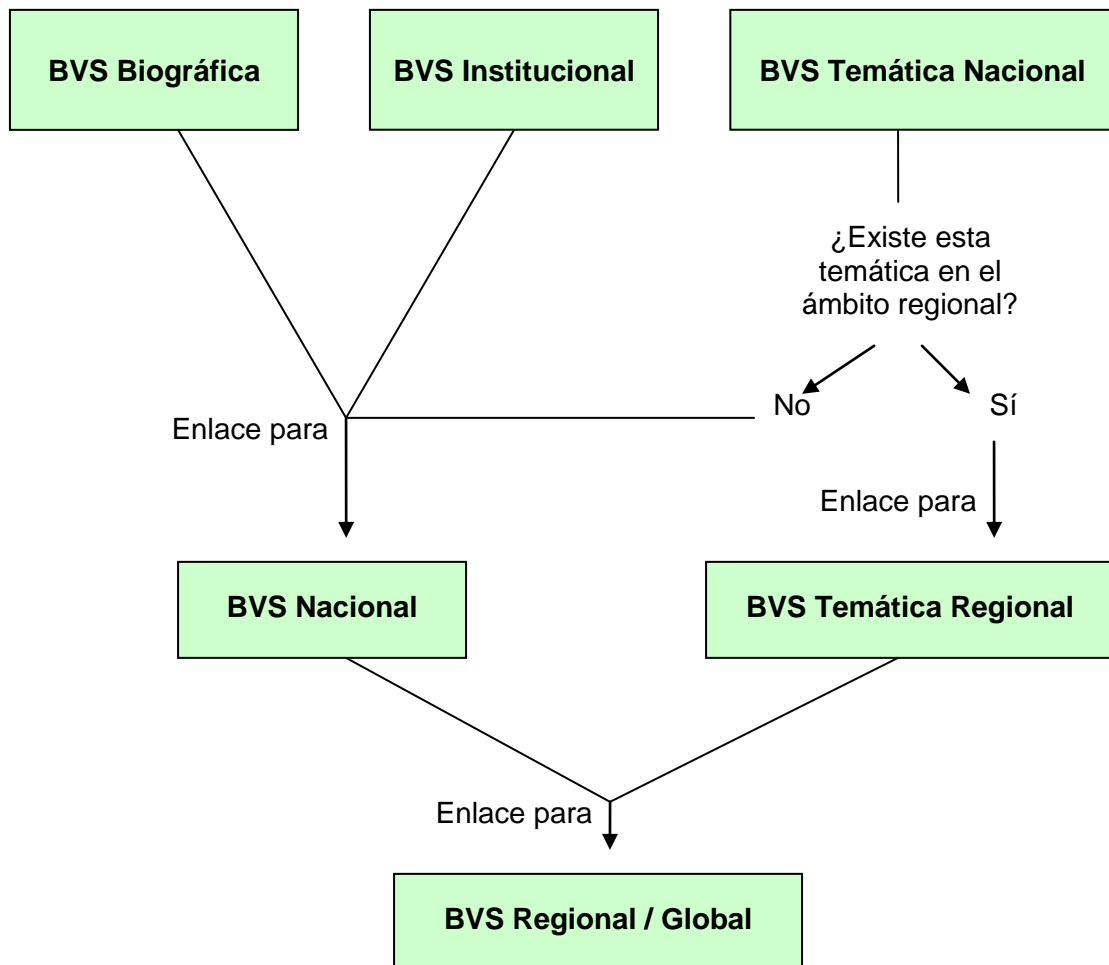 BVS Biográfica
BVS Institucional
BVS Temática Nacional
¿Existe esta
temática en el
ámbito regional?
No
Sí
Enlace para
Enlace para
BVS Nacional
BVS Temática Regional
Enlace para
BVS Regional / Global